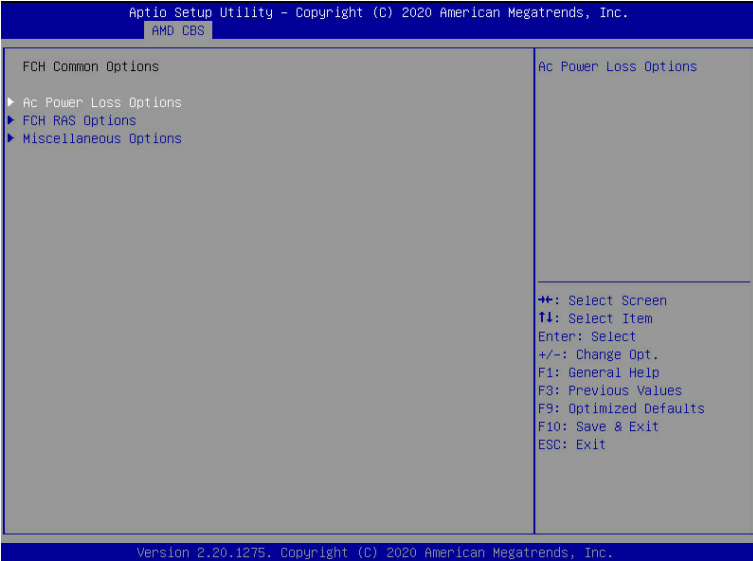 Aptio Setup Utility – Copyright (C) 2020 American Megatrends, Inc.
AMD CBS
FCH Common Options
Ac Power Loss Options
FCH RAS Options
Miscellaneous Options
Ac Power Loss Options
→←: Select Screen
↑↓: Select Item
Enter: Select
+/-: Change Opt.
F1: General Help
F3: Previous Values
F9: Optimized Defaults
F10: Save & Exit
ESC: Exit
Version 2.20.1275. Copyright (C) 2020 American Megatrends, Inc.